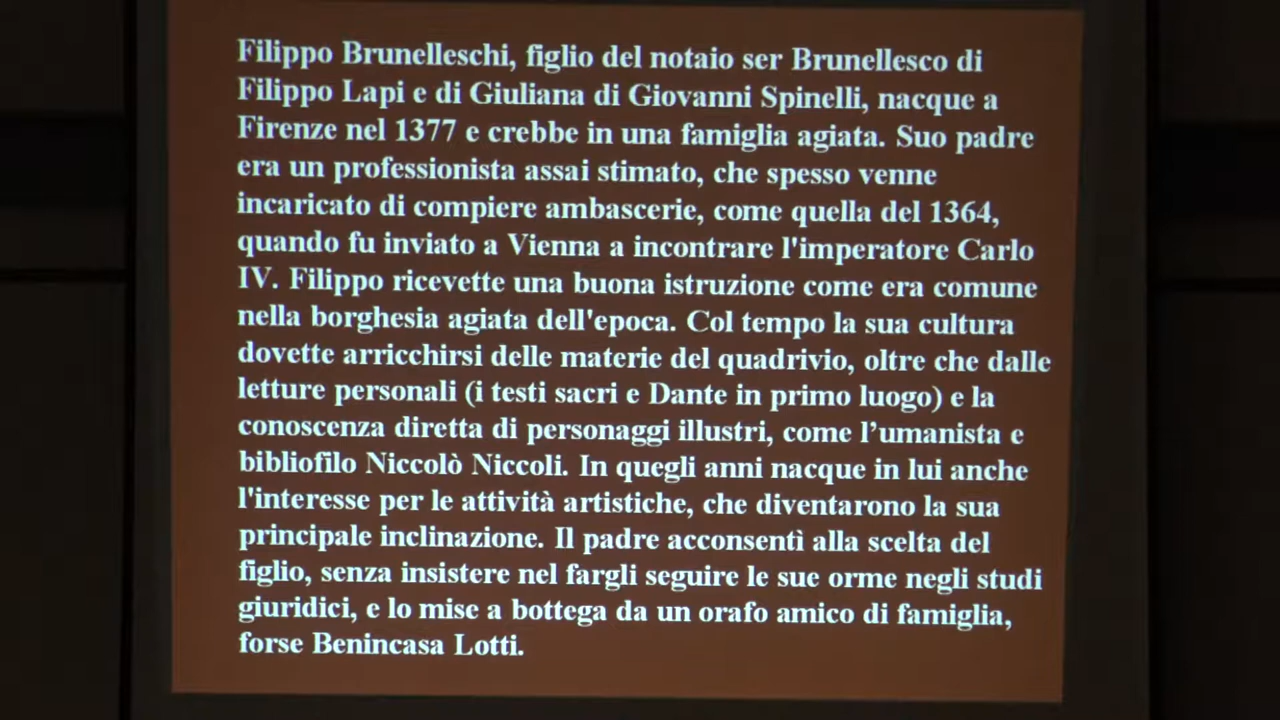 Filippo Brunelleschi, figlio del notaio ser Brunellesco di
Filippo Lapi e di Giuliana di Giovanni Spinelli, nacque a
Firenze nel 1377 e crebbe in una famiglia agiata. Suo padre
era un professionista assai stimato, che spesso venne
incaricato di compiere ambascerie, come quella del 1364,
quando fu inviato a Vienna a incontrare l'imperatore Carlo
IV. Filippo ricevette una buona istruzione come era comune
nella borghesia agiata dell'epoca. Col tempo la sua cultura
dovette arricchirsi delle materie del quadrivio, oltre che dalle
letture personali (i testi sacri e Dante in primo luogo) e la
conoscenza diretta di personaggi illustri, come l’umanista e
bibliofilo Niccolò Niccoli. In quegli anni nacque in lui anche
l'interesse per le attività artistiche, che diventarono la sua
principale inclinazione. Il padre acconsentì alla scelta del
figlio, senza insistere nel fargli seguire le sue orme negli studi
giuridici, e lo mise a bottega da un orafo amico di famiglia,
forse Benincasa Lotti.